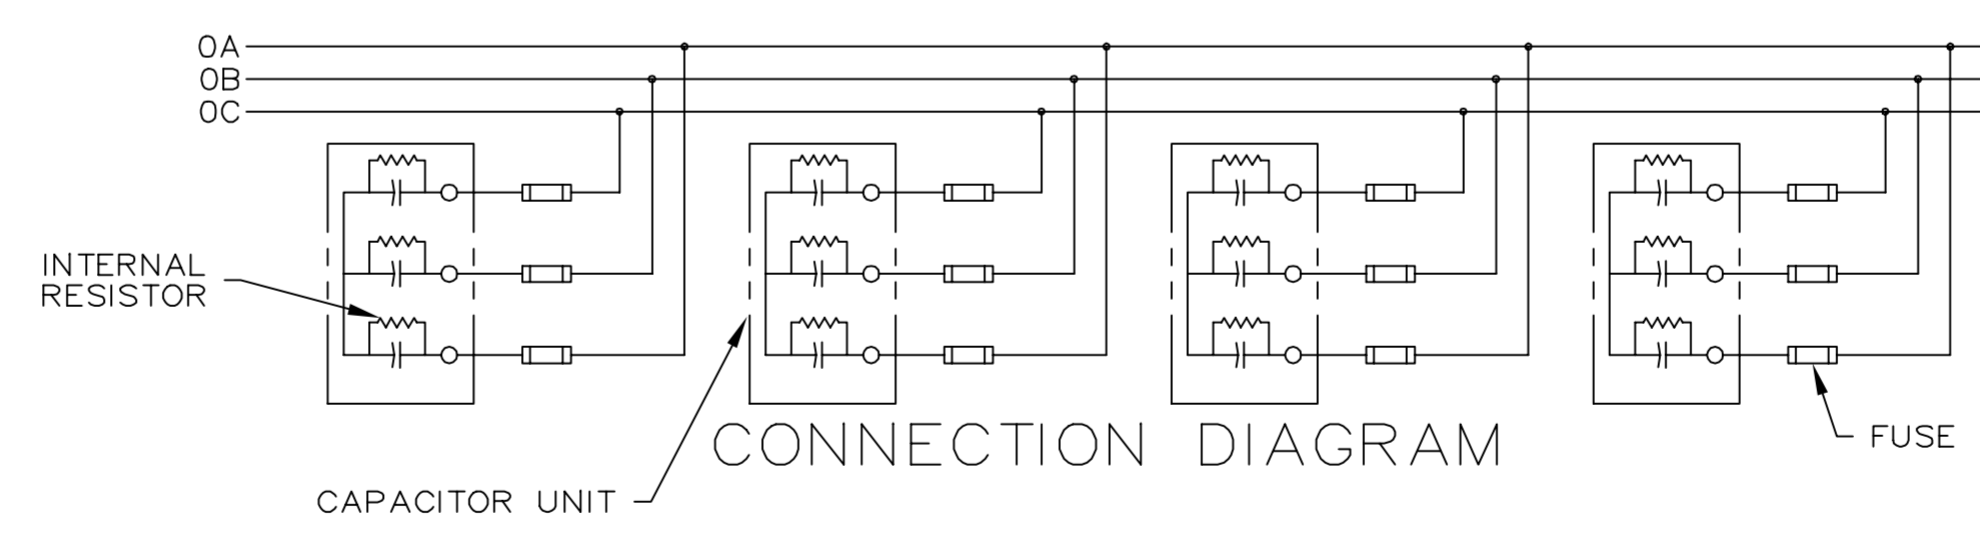 0A
0B
0C
INTERNAL
RESISTOR
CONNECTION DIAGRAM
FUSE
CAPACITOR UNIT